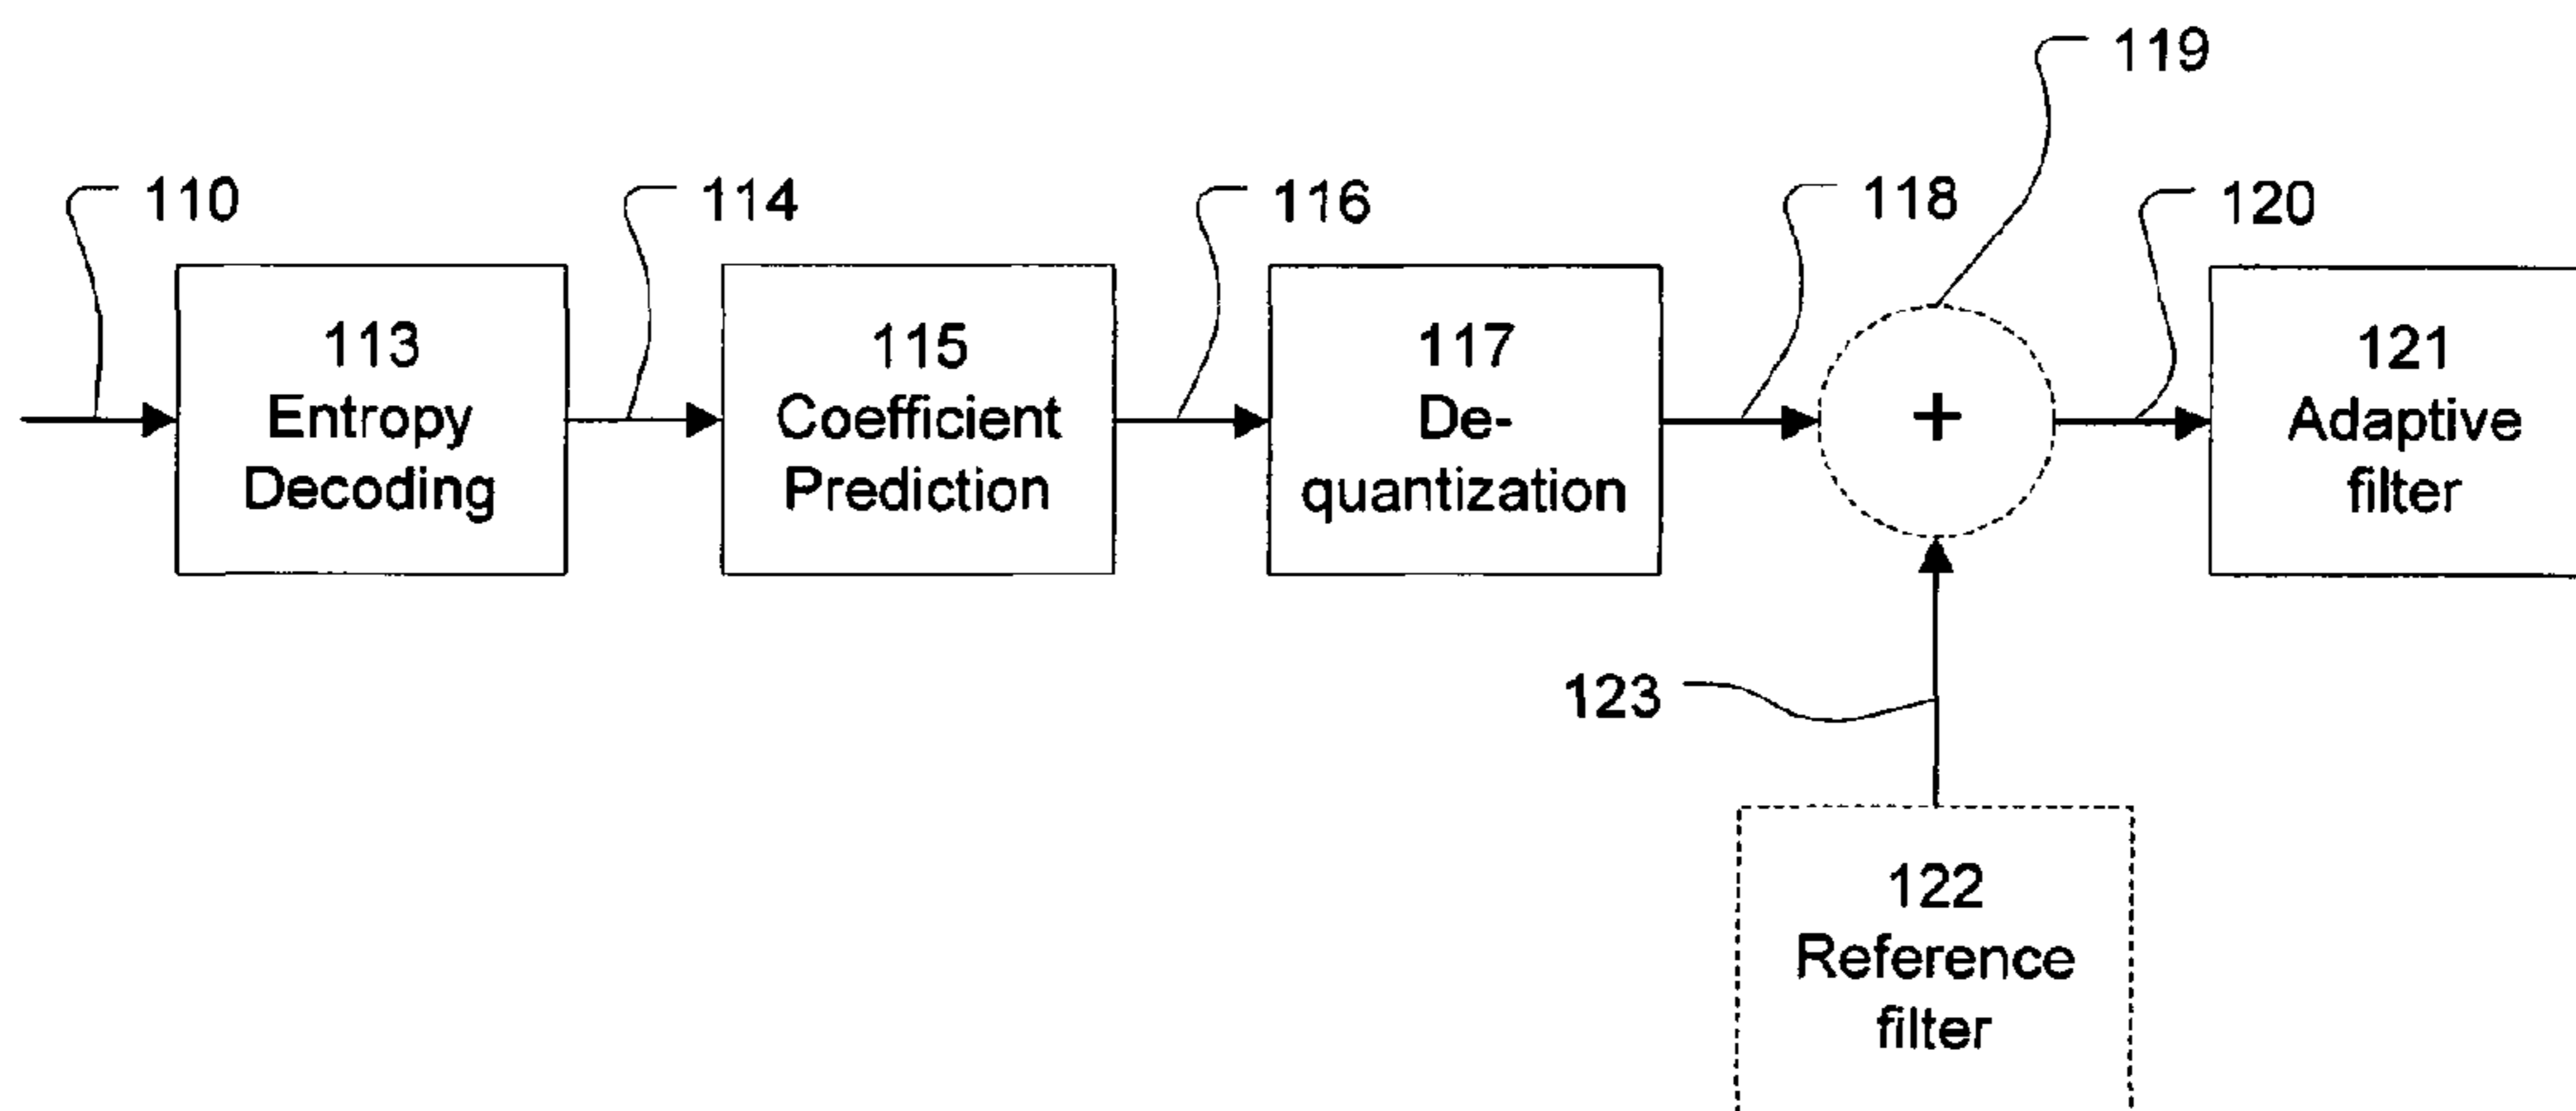 119
110
114
116
118
120
113
Entropy
Decoding
115
Coefficient
Prediction
117
De-
quantization
+
121
Adaptive
filter
123
122
Reference
filter